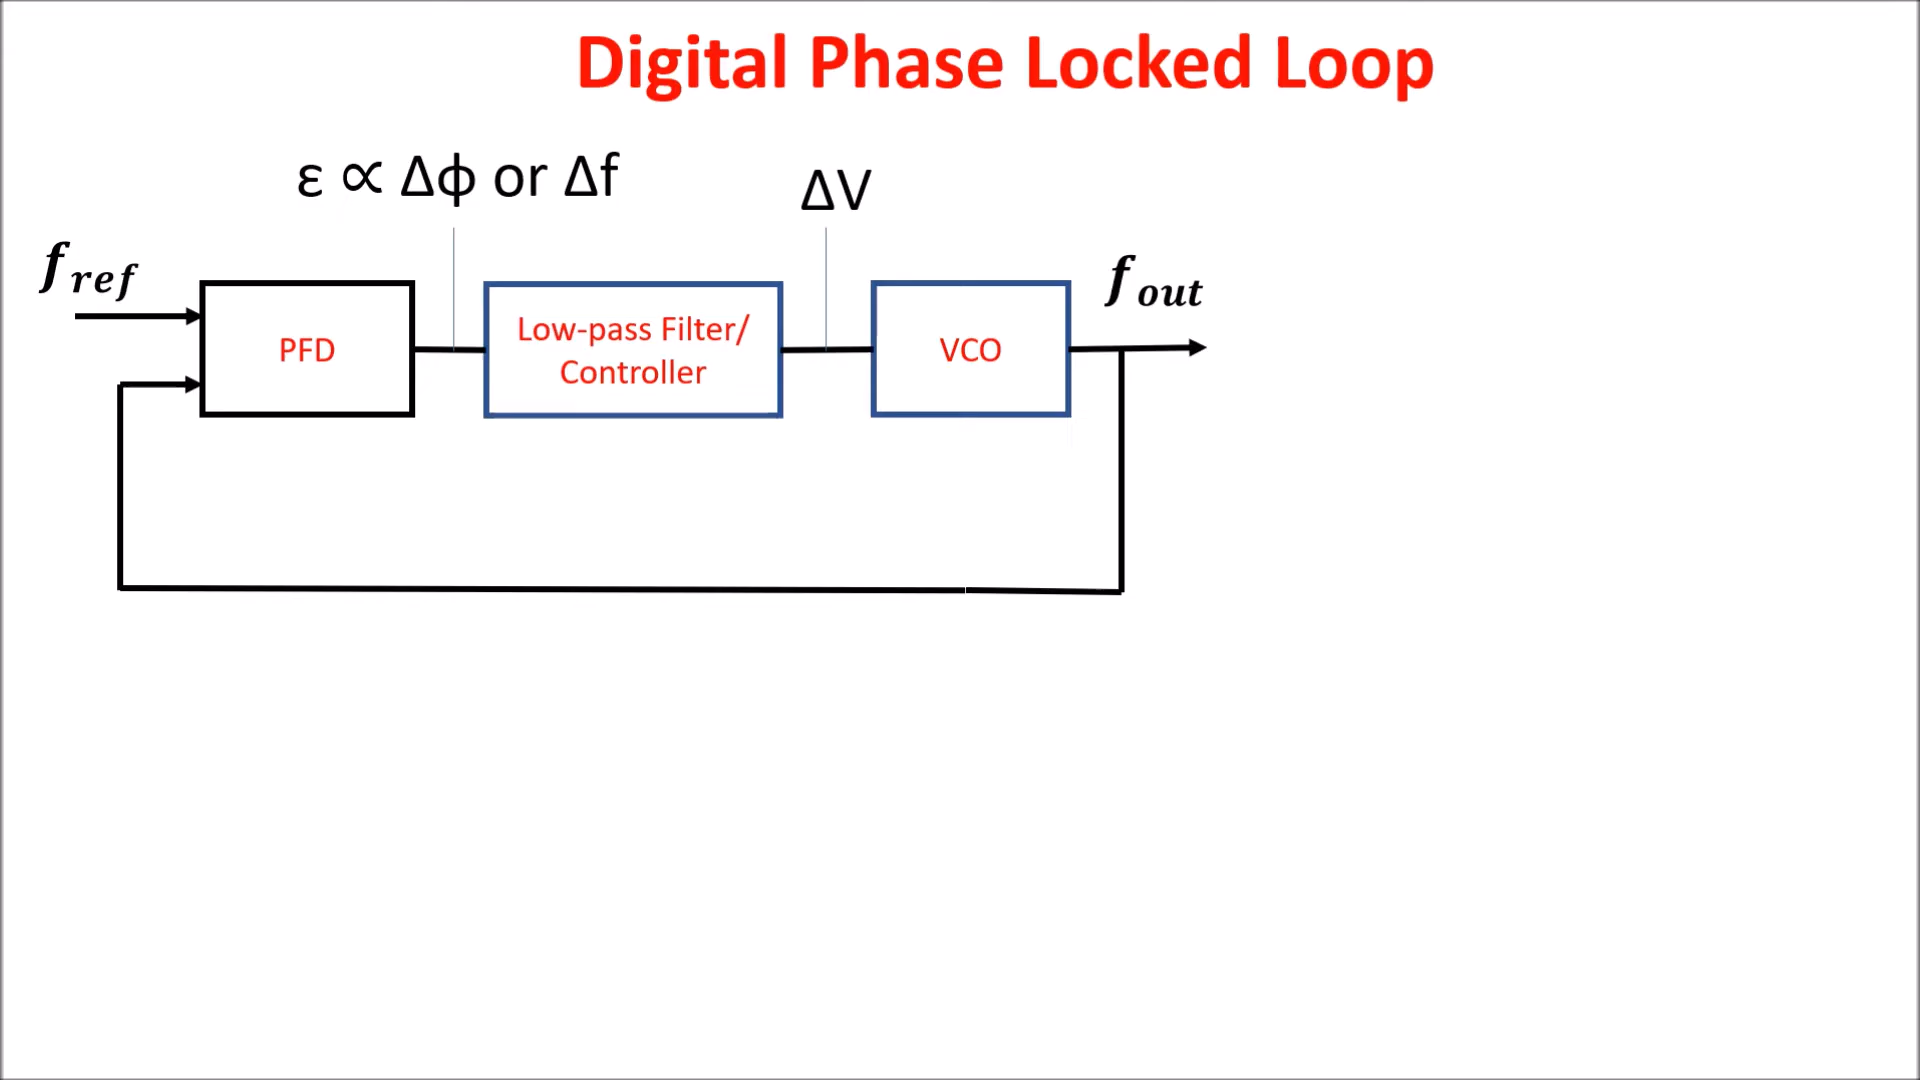 Digital Phase Locked Loop
ε ∝ Δϕ or Δf
ΔV
f_ref
f_out
PFD
Low-pass Filter/
Controller
VCO